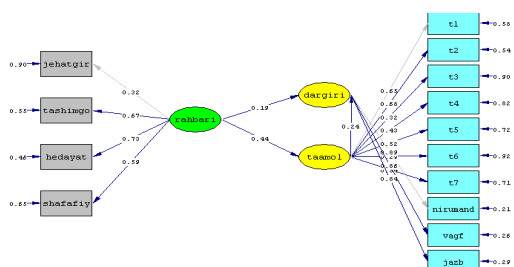 t1
0.58
t2
0.54
0.90
jehatgir
t3
0.90
0.32
dargiri
t4
0.82
0.55
tashimgo
0.67
rahbari
0.19
0.24
t5
0.72
0.44
0.46
hedayat
0.73
taamol
t6
0.92
0.59
t7
0.71
0.65
shafafiy
nirumand
0.21
vagf
0.26
jazb
0.29
0.65
0.68
0.32
0.43
0.52
0.86
0.84